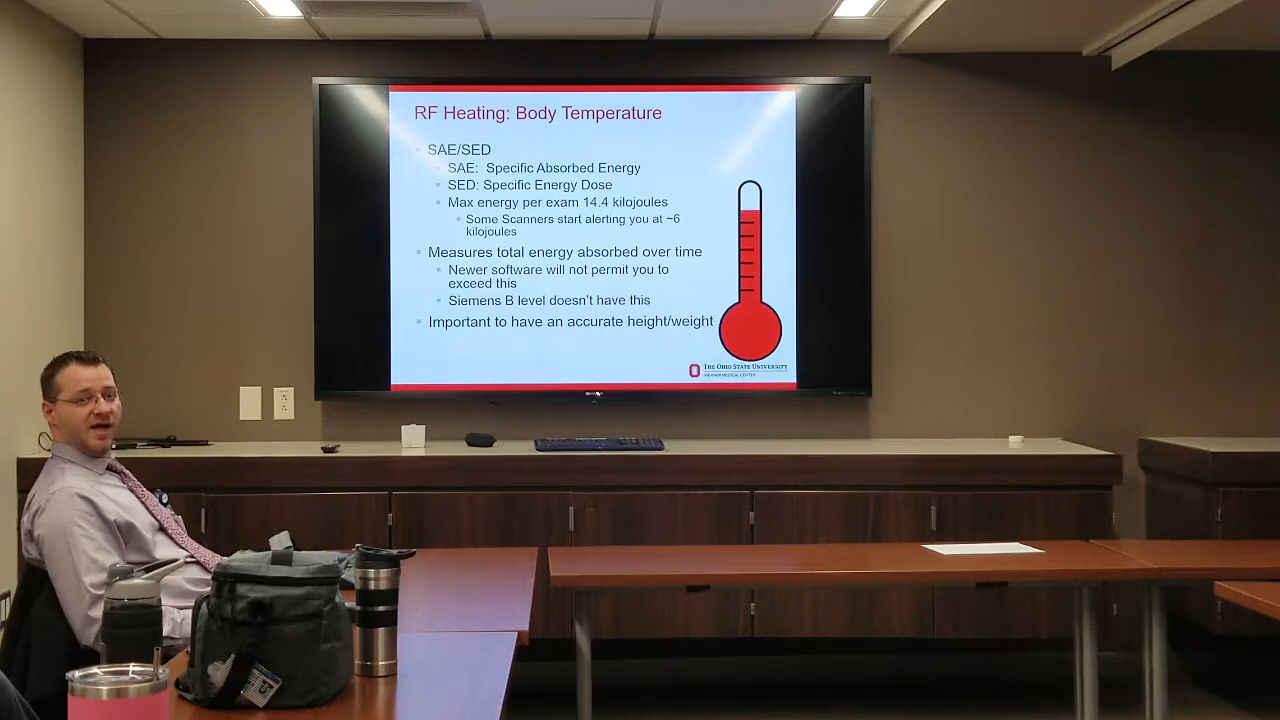 RF Heating: Body Temperature
SAE/SED
SAE: Specific Absorbed Energy
SED: Specific Energy Dose
Max energy per exam 14.4 kilojoules
Some Scanners start alerting you at ~6
kilojoules
Measures total energy absorbed over time
Newer software will not permit you to
exceed this
Siemens B level doesn't have this
Important to have an accurate height/weight
THE OHIO STATE UNIVERSITY
WEXNER MEDICAL CENTER